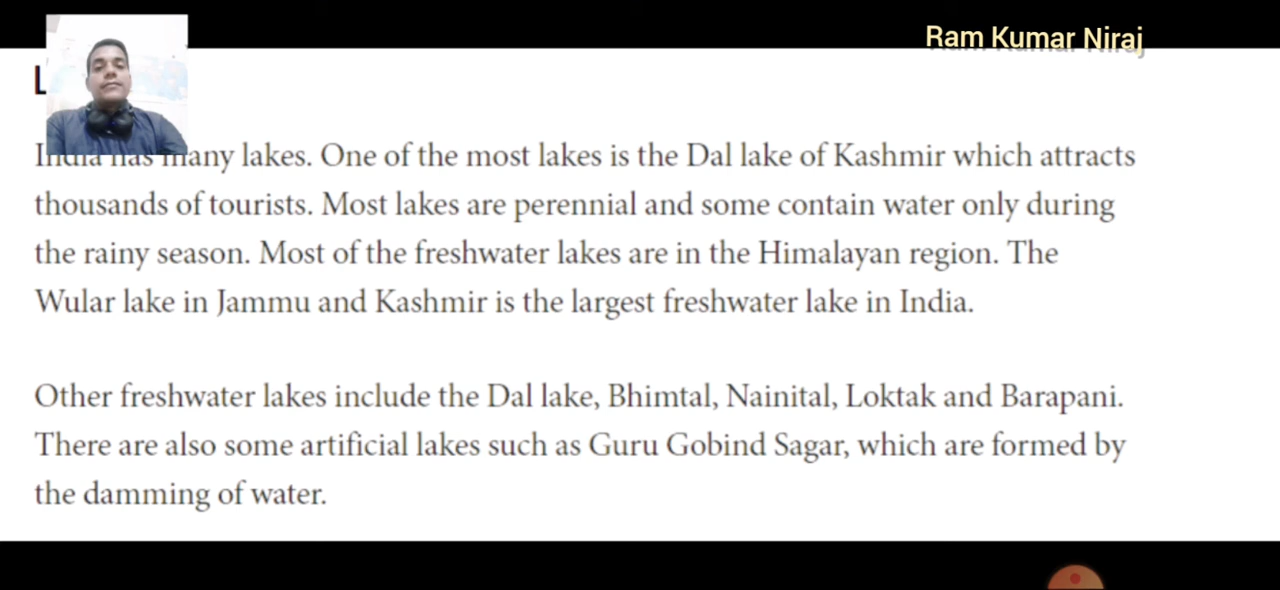 Ram Kumar Niraj
L
India has many lakes. One of the most lakes is the Dal lake of Kashmir which attracts
thousands of tourists. Most lakes are perennial and some contain water only during
the rainy season. Most of the freshwater lakes are in the Himalayan region. The
Wular lake in Jammu and Kashmir is the largest freshwater lake in India.
Other freshwater lakes include the Dal lake, Bhimtal, Nainital, Loktak and Barapani.
There are also some artificial lakes such as Guru Gobind Sagar, which are formed by
the damming of water.